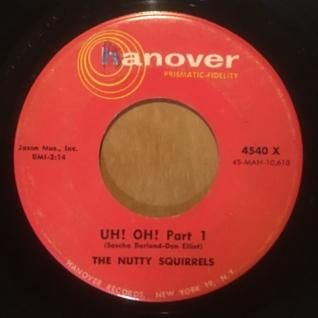 hanover
PRISMATIC-FIDELITY
Jason Mus., Inc.
BMI-2:14
4540 X
45-MAH-10,610
UH! OH! Part 1
(Sascha Burland-Don Elliot)
THE NUTTY SQUIRRELS
HANOVER RECORDS, NEW YORK 19, N.Y.